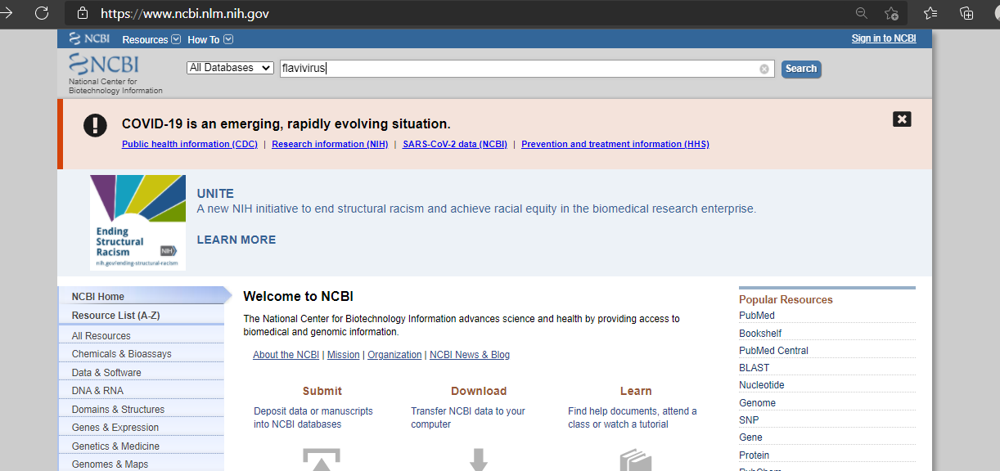 https://www.ncbi.nlm.nih.gov
NCBI Resources How To Sign in to NCBI
NCBI
National Center for
Biotechnology Information
All Databases flavivirus Search
COVID-19 is an emerging, rapidly evolving situation.
Public health information (CDC) | Research information (NIH) | SARS-CoV-2 data (NCBI) | Prevention and treatment information (HHS)
Ending
Structural
Racism
NIH
nih.gov/ending-structural-racism
UNITE
A new NIH initiative to end structural racism and achieve racial equity in the biomedical research enterprise.
LEARN MORE
NCBI Home
Resource List (A-Z)
All Resources
Chemicals & Bioassays
Data & Software
DNA & RNA
Domains & Structures
Genes & Expression
Genetics & Medicine
Genomes & Maps
Welcome to NCBI
The National Center for Biotechnology Information advances science and health by providing access to
biomedical and genomic information.
About the NCBI | Mission | Organization | NCBI News & Blog
Submit
Deposit data or manuscripts
into NCBI databases
Download
Transfer NCBI data to your
computer
Learn
Find help documents, attend a
class or watch a tutorial
Popular Resources
PubMed
Bookshelf
PubMed Central
BLAST
Nucleotide
Genome
SNP
Gene
Protein